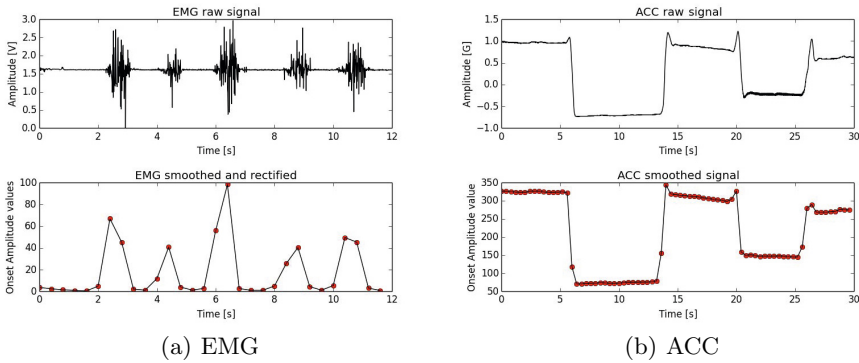 EMG raw signal
Amplitude [V]
3.0
2.5
2.0
1.5
1.0
0.5
0.0
0 2 4 6 8 10 12
Time [s]
EMG smoothed and rectified
Onset Amplitude values
100
80
60
40
20
0
0 2 4 6 8 10 12
Time [s]
(a) EMG
ACC raw signal
Amplitude [G]
1.5
1.0
0.5
0.0
−0.5
−1.0
0 5 10 15 20 25 30
Time [s]
ACC smoothed signal
Onset Amplitude value
350
300
250
200
150
100
50
0 5 10 15 20 25 30
Time [s]
(b) ACC